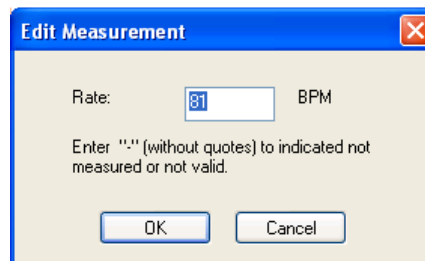 Edit Measurement
Rate: 81 BPM
Enter "-" (without quotes) to indicated not
measured or not valid.
OK Cancel